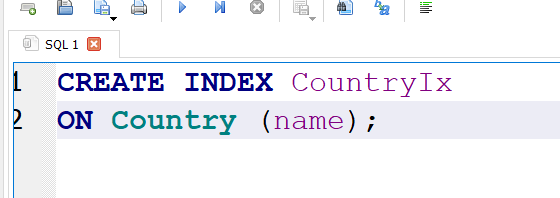 SQL 1
1 CREATE INDEX CountryIx
2 ON Country (name);